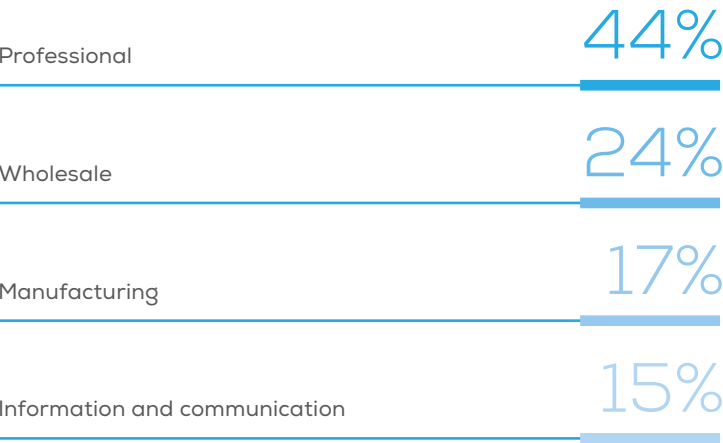 Professional 44%
Wholesale 24%
Manufacturing 17%
Information and communication 15%